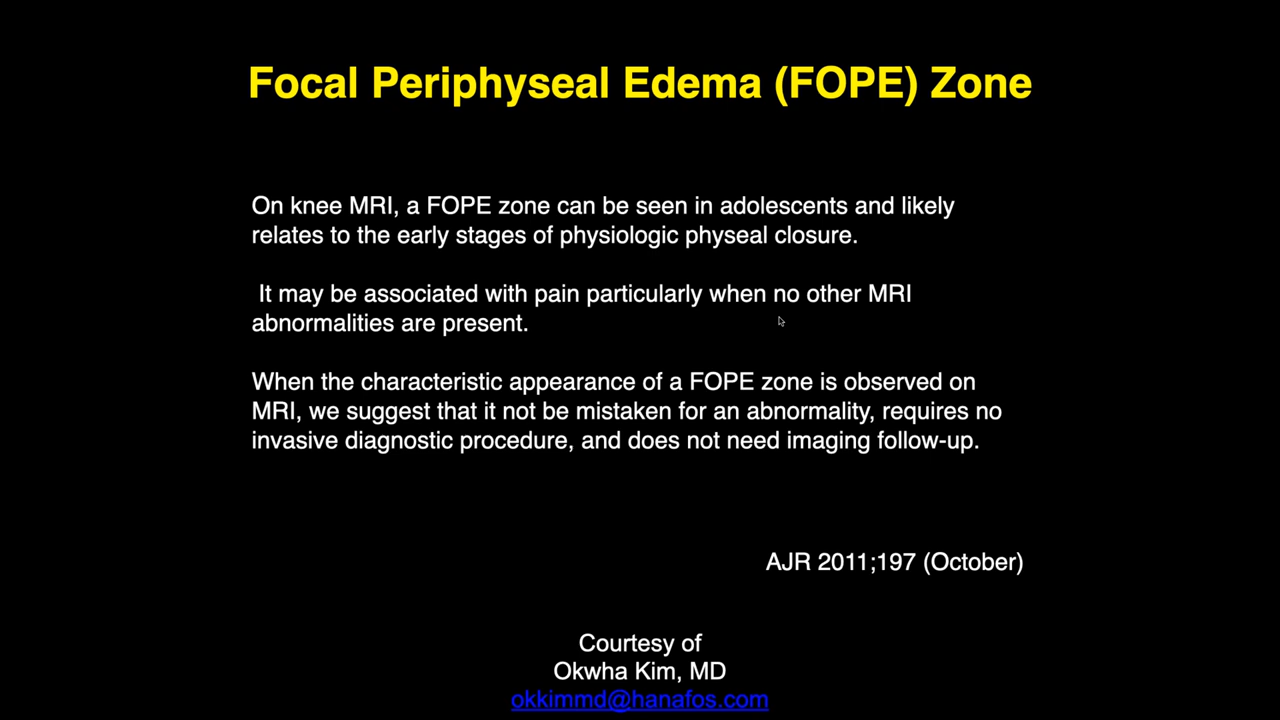 Focal Periphyseal Edema (FOPE) Zone
On knee MRI, a FOPE zone can be seen in adolescents and likely
relates to the early stages of physiologic physeal closure.
It may be associated with pain particularly when no other MRI
abnormalities are present.
When the characteristic appearance of a FOPE zone is observed on
MRI, we suggest that it not be mistaken for an abnormality, requires no
invasive diagnostic procedure, and does not need imaging follow-up.
AJR 2011;197 (October)
Courtesy of
Okwha Kim, MD
okkimmd@hanafos.com